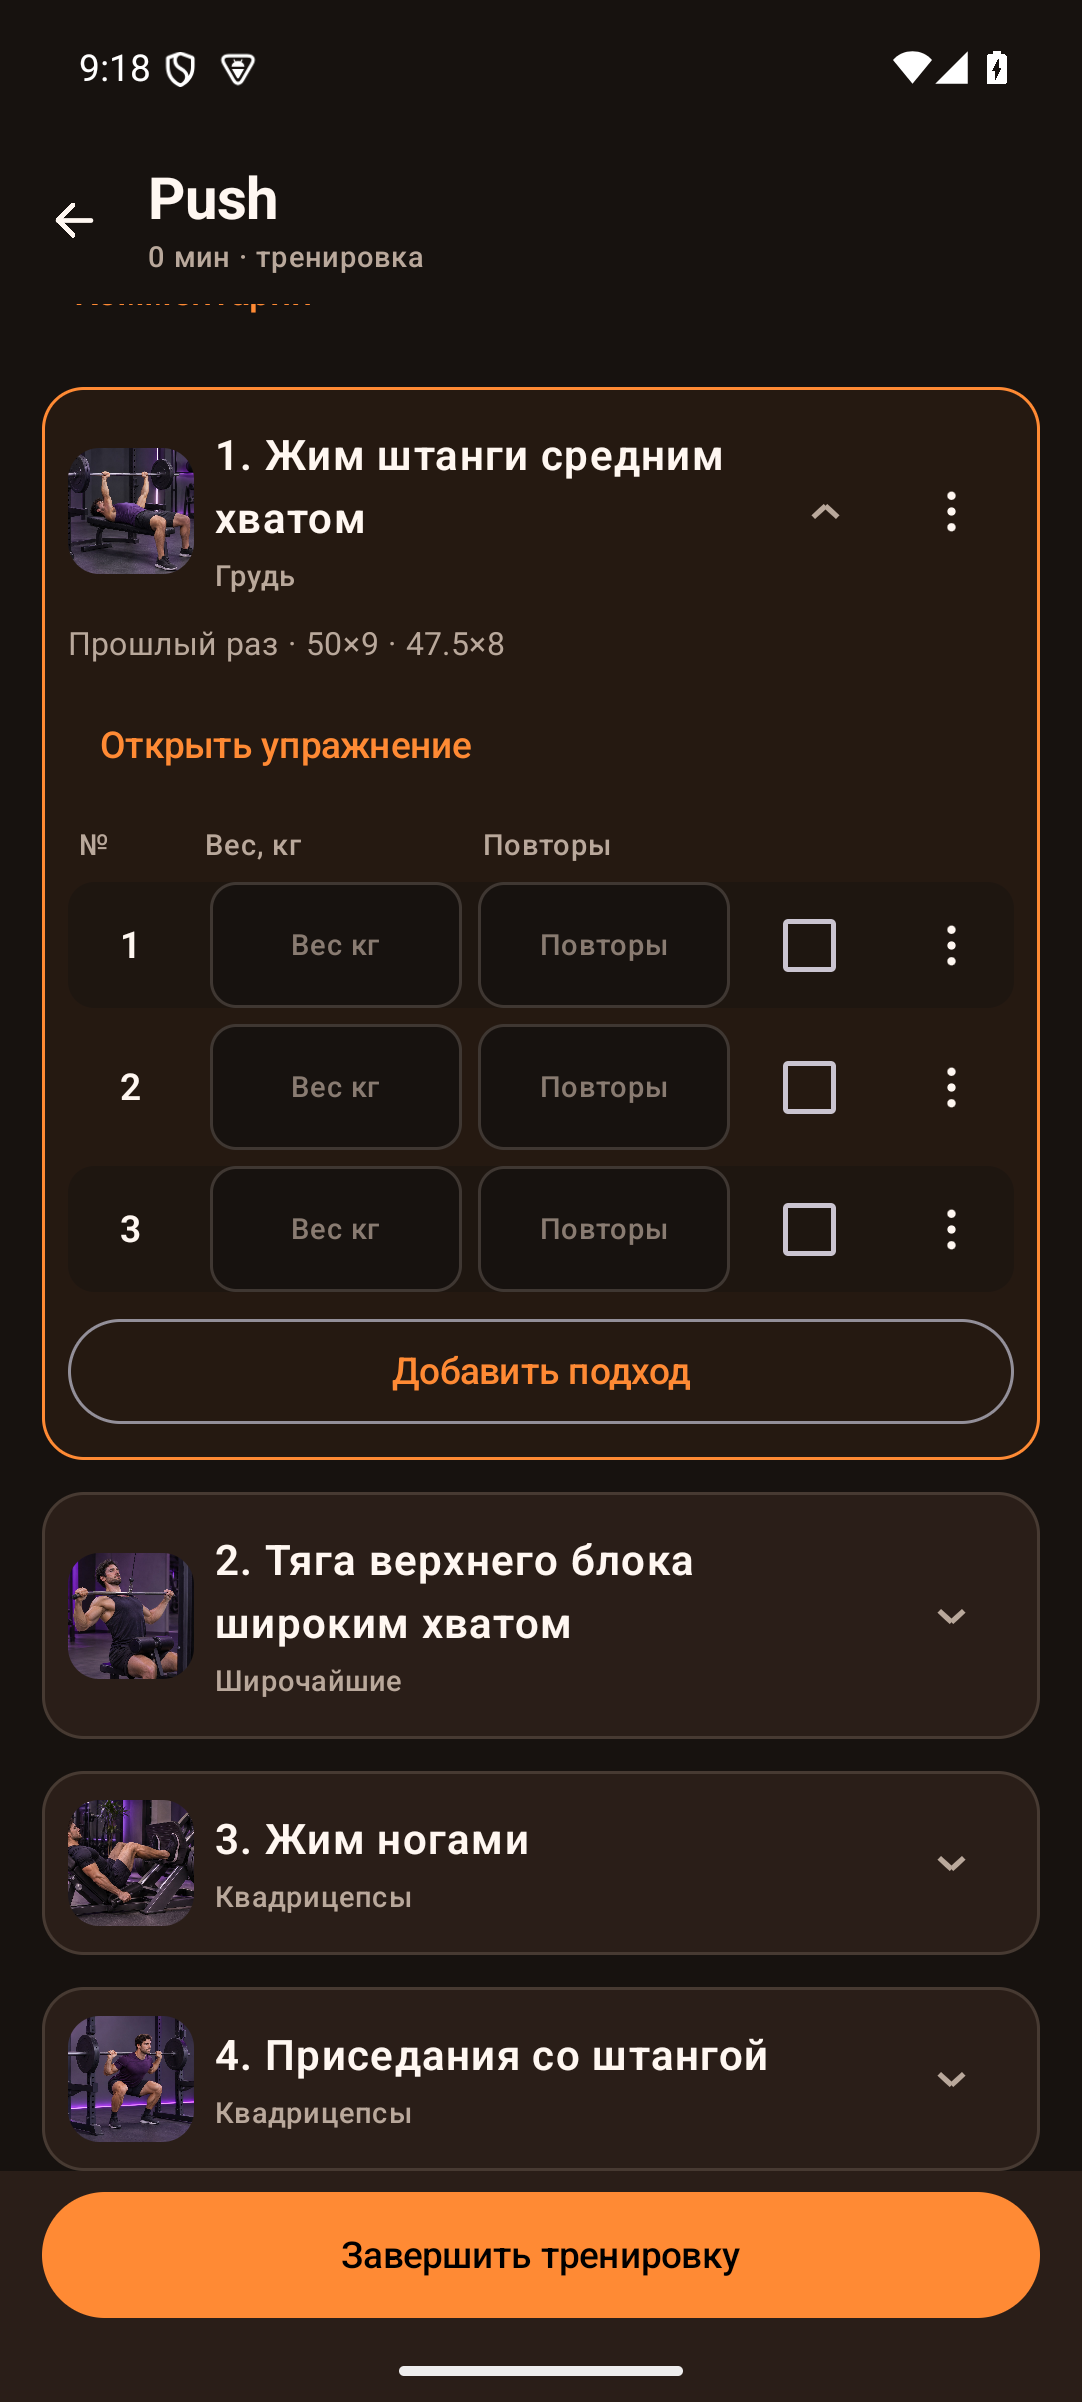 9:18
Push
0 мин · тренировка
1. Жим штанги средним
хватом
Грудь
Прошлый раз · 50×9 · 47.5×8
Открыть упражнение
№ Вес, кг Повторы
1 Вес кг Повторы
2 Вес кг Повторы
3 Вес кг Повторы
Добавить подход
2. Тяга верхнего блока
широким хватом
Широчайшие
3. Жим ногами
Квадрицепсы
4. Приседания со штангой
Квадрицепсы
Завершить тренировку